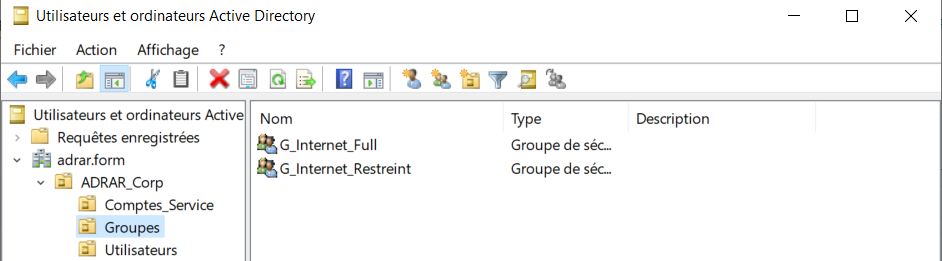 Utilisateurs et ordinateurs Active Directory
Fichier Action Affichage ?
Utilisateurs et ordinateurs Active
Requêtes enregistrées
adrar.form
ADRAR_Corp
Comptes_Service
Groupes
Utilisateurs
Nom Type Description
G_Internet_Full Groupe de séc...
G_Internet_Restreint Groupe de séc...